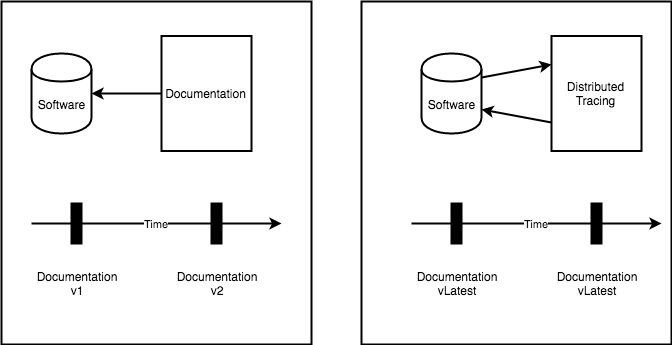 Software
Documentation
Time
Documentation
v1
Documentation
v2
Software
Distributed
Tracing
Time
Documentation
vLatest
Documentation
vLatest